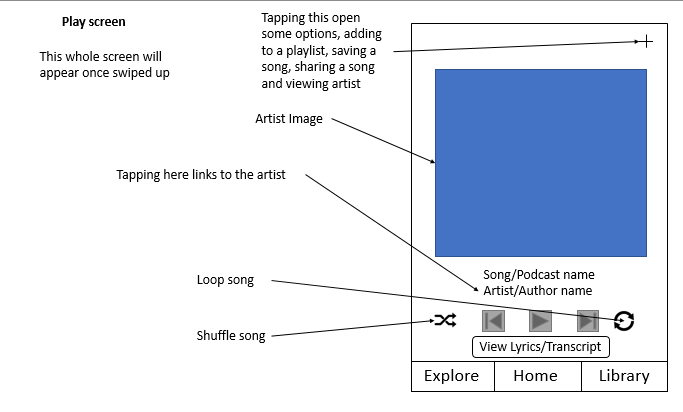 Play screen
This whole screen will
appear once swiped up
Tapping this open
some options, adding
to a playlist, saving a
song, sharing a song
and viewing artist
Artist Image
Tapping here links to the artist
Loop song
Shuffle song
Song/Podcast name
Artist/Author name
View Lyrics/Transcript
Explore
Home
Library